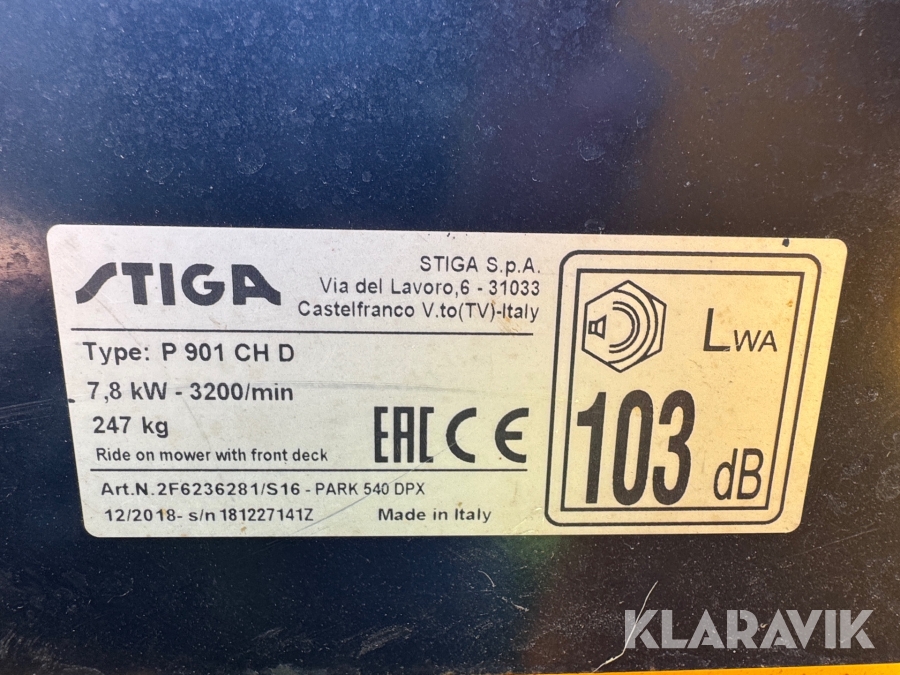 STIGA
STIGA S.p.A.
Via del Lavoro,6 - 31033
Castelfranco V.to(TV)-Italy
Type: P 901 CH D
7,8 kW - 3200/min
247 kg
Ride on mower with front deck
EAC CE
Art.N.2F6236281/S16 - PARK 540 DPX
12/2018- s/n 181227141Z
Made in Italy
LWA
103 dB
KLARAVIK